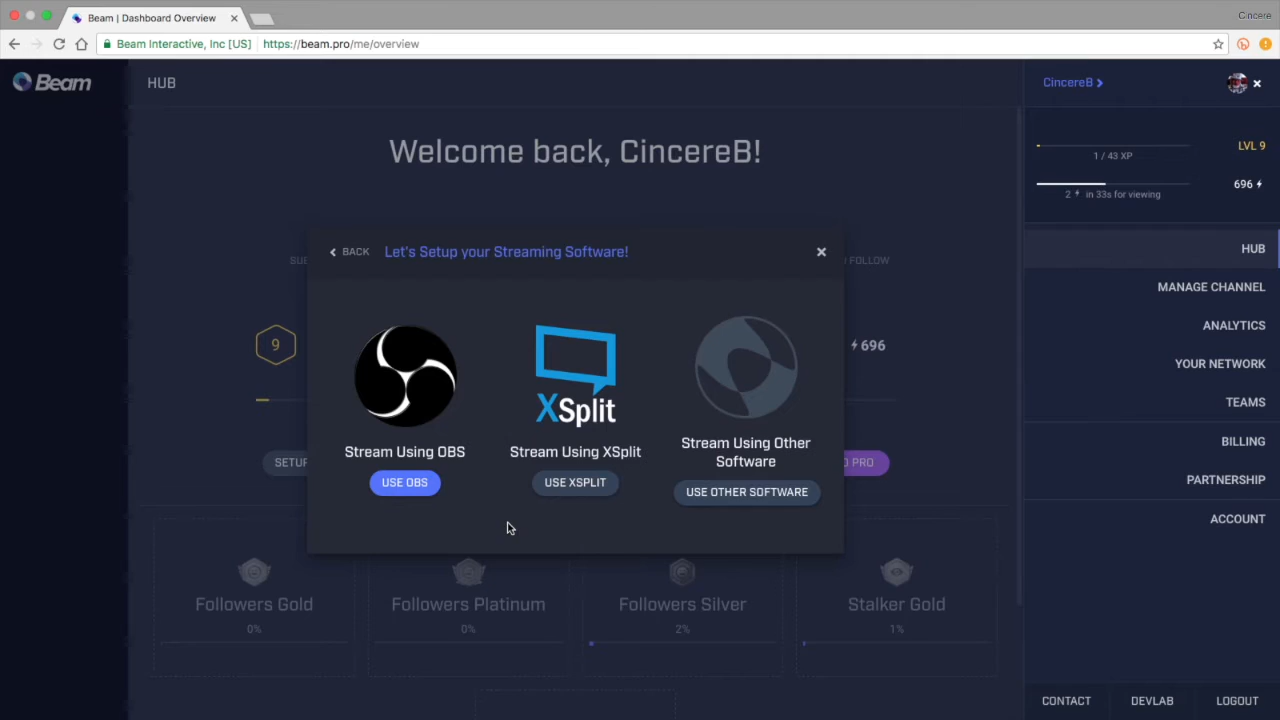 Beam | Dashboard Overview
Cincere
Beam Interactive, Inc [US]
https://beam.pro/me/overview
Beam
HUB
CincereB
Welcome back, CincereB!
LVL 9
1 / 43 XP
696
2 in 33s for viewing
BACK
Let's Setup your Streaming Software!
FOLLOW
9
696
XSplit
Stream Using OBS
Stream Using XSplit
Stream Using Other
Software
USE OBS
USE XSPLIT
USE OTHER SOFTWARE
PRO
HUB
MANAGE CHANNEL
ANALYTICS
YOUR NETWORK
TEAMS
BILLING
PARTNERSHIP
ACCOUNT
Followers Gold
Followers Platinum
Followers Silver
Stalker Gold
0%
0%
2%
1%
CONTACT
DEVLAB
LOGOUT